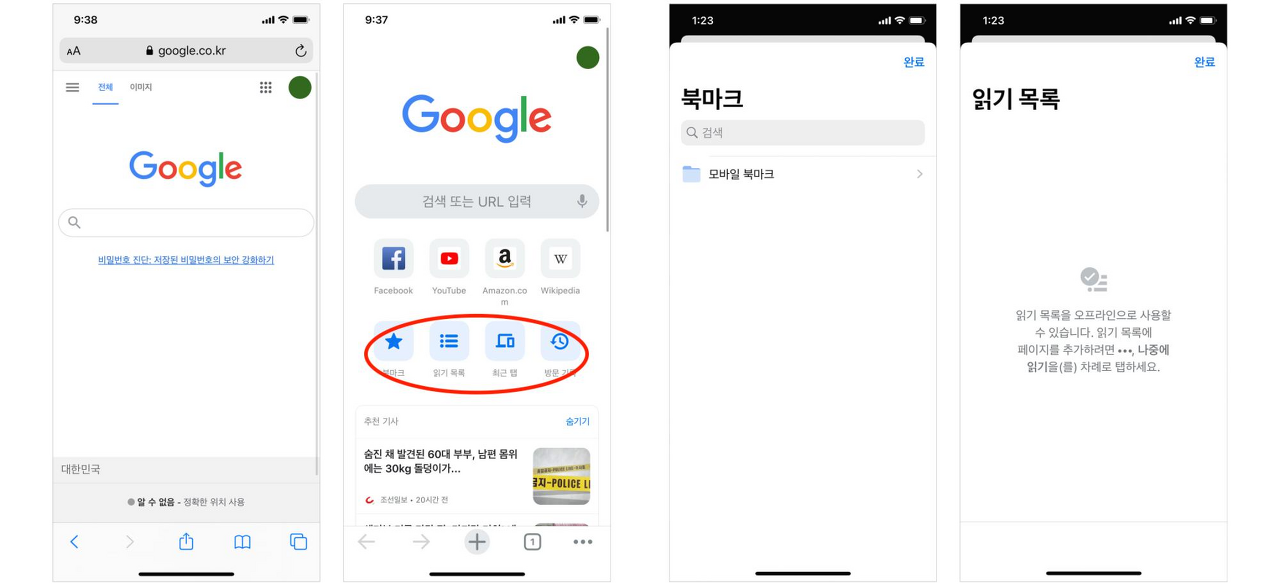 9:38
AA
google.co.kr
전체
이미지
Google
비밀번호 진단: 저장된 비밀번호의 보안 강화하기
대한민국
알 수 없음 - 정확한 위치 사용
9:37
Google
검색 또는 URL 입력
Facebook
YouTube
Amazon.co
m
Wikipedia
북마크
읽기 목록
최근 탭
방문 기록
추천 기사
숨기기
숨진 채 발견된 60대 부부, 남편 몸위
에는 30kg 돌덩이가...
조선일보 • 20시간 전
POLICE LI
금지-POLICE LI
1
1:23
완료
북마크
검색
모바일 북마크
1:23
완료
읽기 목록
읽기 목록을 오프라인으로 사용할
수 있습니다. 읽기 목록에
페이지를 추가하려면 •••, 나중에
읽기을(를) 차례로 탭하세요.